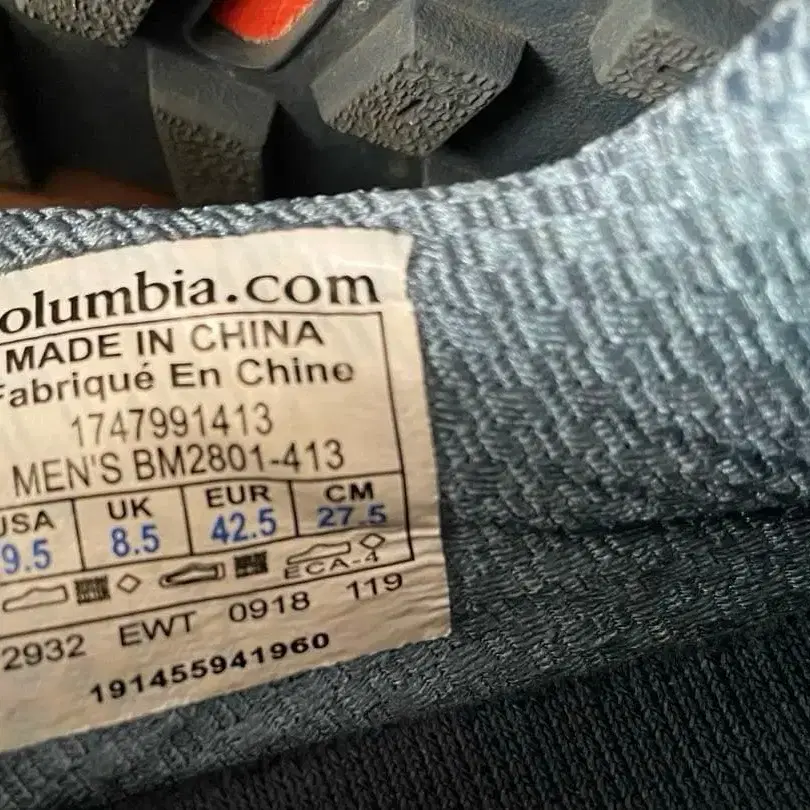 olumbia.com
MADE IN CHINA
Fabriqué En Chine
1747991413
MEN'S BM2801-413
USA UK EUR CM
9.5 8.5 42.5 27.5
ECA-4
2932 EWT 0918 119
191455941960